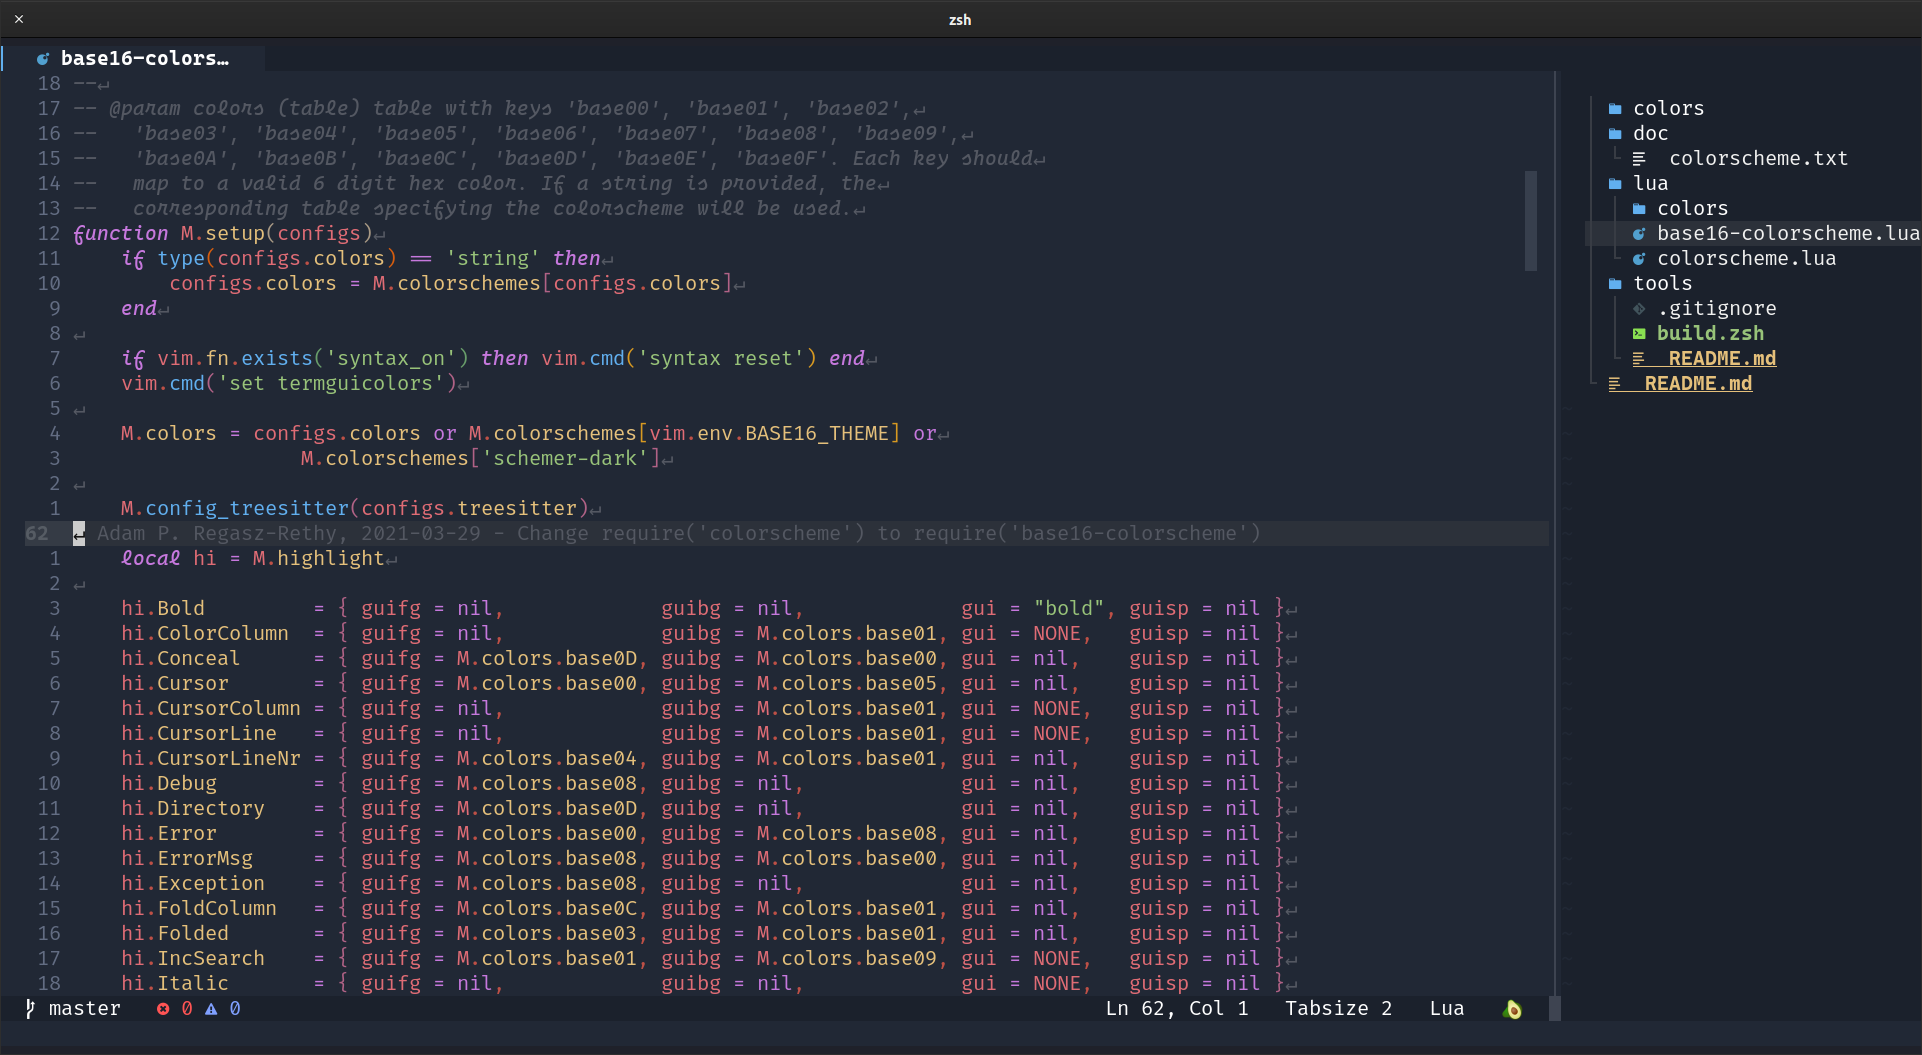 × zsh
base16-colors…
18 --↵
17 -- @param colors (table) table with keys 'base00', 'base01', 'base02',↵
16 --   'base03', 'base04', 'base05', 'base06', 'base07', 'base08', 'base09',↵
15 --   'base0A', 'base0B', 'base0C', 'base0D', 'base0E', 'base0F'. Each key should↵
14 --   map to a valid 6 digit hex color. If a string is provided, the↵
13 --   corresponding table specifying the colorscheme will be used.↵
12 function M.setup(configs)↵
11     if type(configs.colors) == 'string' then↵
10         configs.colors = M.colorschemes[configs.colors]↵
9     end↵
8 ↵
7     if vim.fn.exists('syntax_on') then vim.cmd('syntax reset') end↵
6     vim.cmd('set termguicolors')↵
5 ↵
4     M.colors = configs.colors or M.colorschemes[vim.env.BASE16_THEME] or↵
3                    M.colorschemes['schemer-dark']↵
2 ↵
1     M.config_treesitter(configs.treesitter)↵
62 ↵ Adam P. Regasz-Rethy, 2021-03-29 - Change require('colorscheme') to require('base16-colorscheme')
1     local hi = M.highlight↵
2 ↵
3     hi.Bold         = { guifg = nil,             guibg = nil,             gui = "bold", guisp = nil }↵
4     hi.ColorColumn  = { guifg = nil,             guibg = M.colors.base01, gui = NONE,   guisp = nil }↵
5     hi.Conceal      = { guifg = M.colors.base0D, guibg = M.colors.base00, gui = nil,    guisp = nil }↵
6     hi.Cursor       = { guifg = M.colors.base00, guibg = M.colors.base05, gui = nil,    guisp = nil }↵
7     hi.CursorColumn = { guifg = nil,             guibg = M.colors.base01, gui = NONE,   guisp = nil }↵
8     hi.CursorLine   = { guifg = nil,             guibg = M.colors.base01, gui = NONE,   guisp = nil }↵
9     hi.CursorLineNr = { guifg = M.colors.base04, guibg = M.colors.base01, gui = nil,    guisp = nil }↵
10     hi.Debug        = { guifg = M.colors.base08, guibg = nil,             gui = nil,    guisp = nil }↵
11     hi.Directory    = { guifg = M.colors.base0D, guibg = nil,             gui = nil,    guisp = nil }↵
12     hi.Error        = { guifg = M.colors.base00, guibg = M.colors.base08, gui = nil,    guisp = nil }↵
13     hi.ErrorMsg     = { guifg = M.colors.base08, guibg = M.colors.base00, gui = nil,    guisp = nil }↵
14     hi.Exception    = { guifg = M.colors.base08, guibg = nil,             gui = nil,    guisp = nil }↵
15     hi.FoldColumn   = { guifg = M.colors.base0C, guibg = M.colors.base01, gui = nil,    guisp = nil }↵
16     hi.Folded       = { guifg = M.colors.base03, guibg = M.colors.base01, gui = nil,    guisp = nil }↵
17     hi.IncSearch    = { guifg = M.colors.base01, guibg = M.colors.base09, gui = NONE,   guisp = nil }↵
18     hi.Italic       = { guifg = nil,             guibg = nil,             gui = NONE,   guisp = nil }↵
master 0 0 Ln 62, Col 1 Tabsize 2 Lua
colors
doc
colorscheme.txt
lua
colors
base16-colorscheme.lua
colorscheme.lua
tools
.gitignore
build.zsh
README.md
README.md